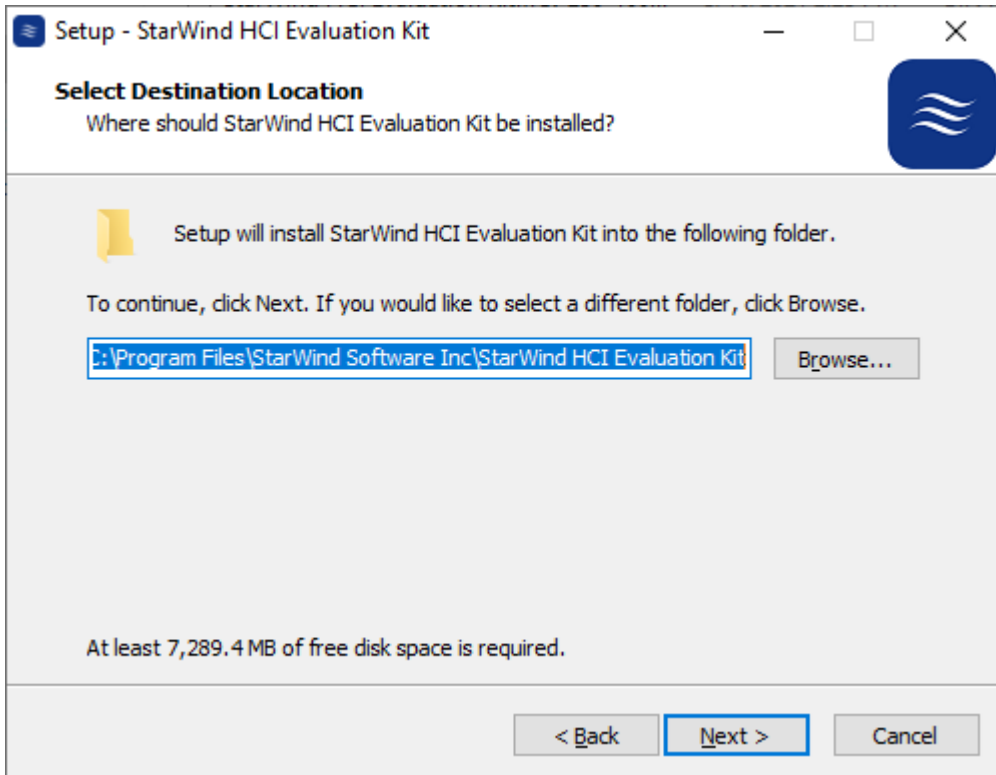 Setup - StarWind HCI Evaluation Kit
Select Destination Location
Where should StarWind HCI Evaluation Kit be installed?
Setup will install StarWind HCI Evaluation Kit into the following folder.
To continue, click Next. If you would like to select a different folder, click Browse.
C:\Program Files\StarWind Software Inc\StarWind HCI Evaluation Kit
Browse...
At least 7,289.4 MB of free disk space is required.
< Back
Next >
Cancel